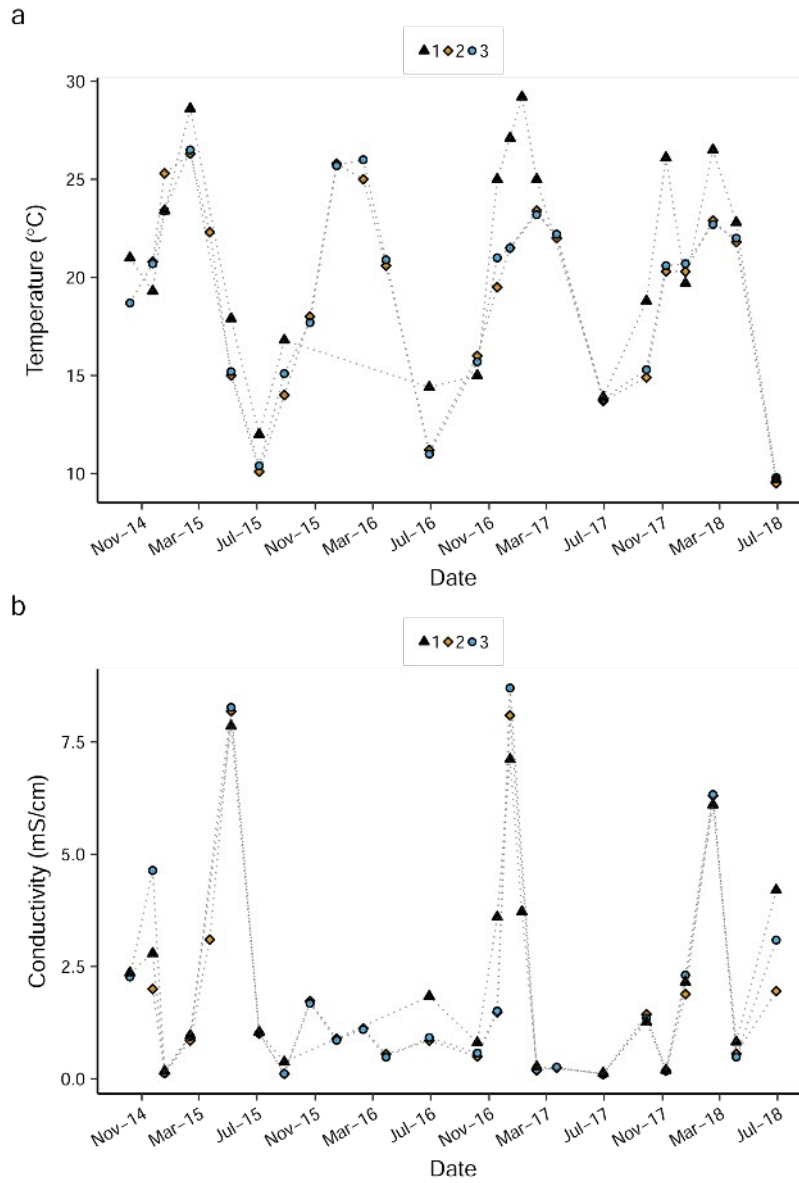 a
1 2 3
30
25
20
15
10
Temperature (°C)
Nov−14 Mar−15 Jul−15 Nov−15 Mar−16 Jul−16 Nov−16 Mar−17 Jul−17 Nov−17 Mar−18 Jul−18
Date
b
1 2 3
7.5
5.0
2.5
0.0
Conductivity (mS/cm)
Nov−14 Mar−15 Jul−15 Nov−15 Mar−16 Jul−16 Nov−16 Mar−17 Jul−17 Nov−17 Mar−18 Jul−18
Date